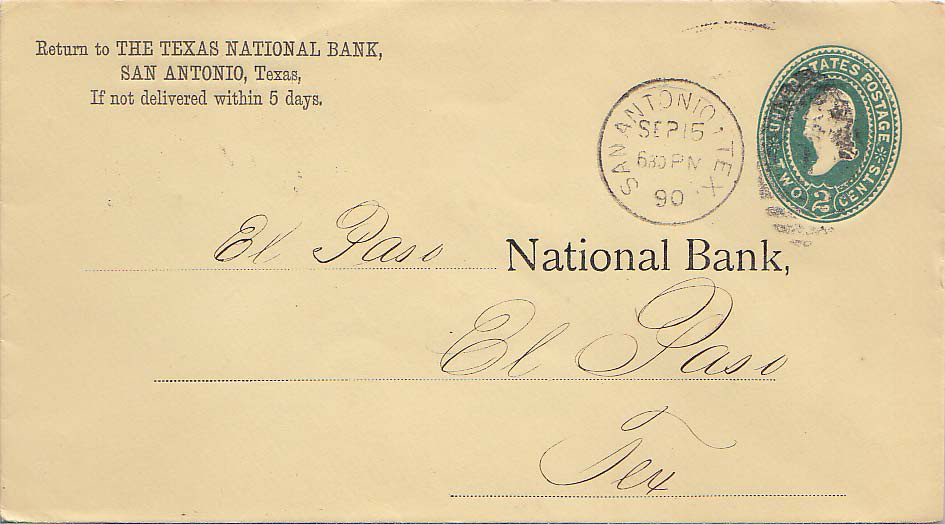 Return to THE TEXAS NATIONAL BANK,
SAN ANTONIO, Texas,
If not delivered within 5 days.
SAN ANTONIO, TEX.
SEP 15
630 PM
90
UNITED STATES POSTAGE
TWO 2 CENTS
El Paso National Bank,
El Paso
Tex